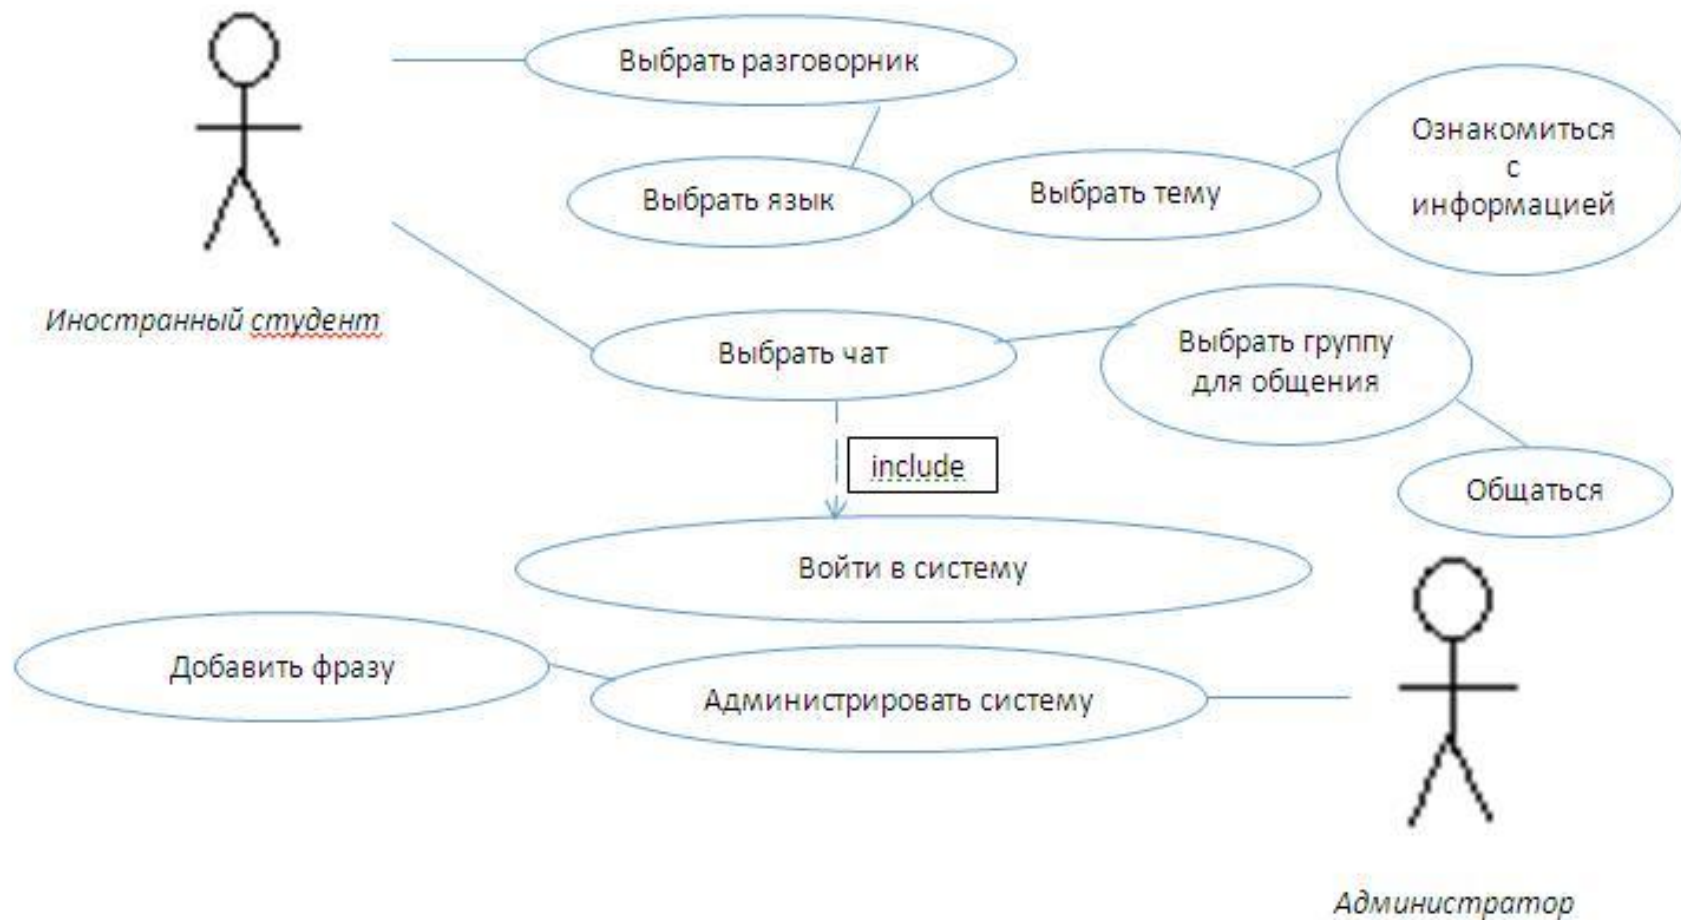 Выбрать разговорник
Ознакомиться
с
информацией
Выбрать язык
Выбрать тему
Иностранный студент
Выбрать чат
Выбрать группу
для общения
include
Общаться
Войти в систему
Добавить фразу
Администрировать систему
Администратор